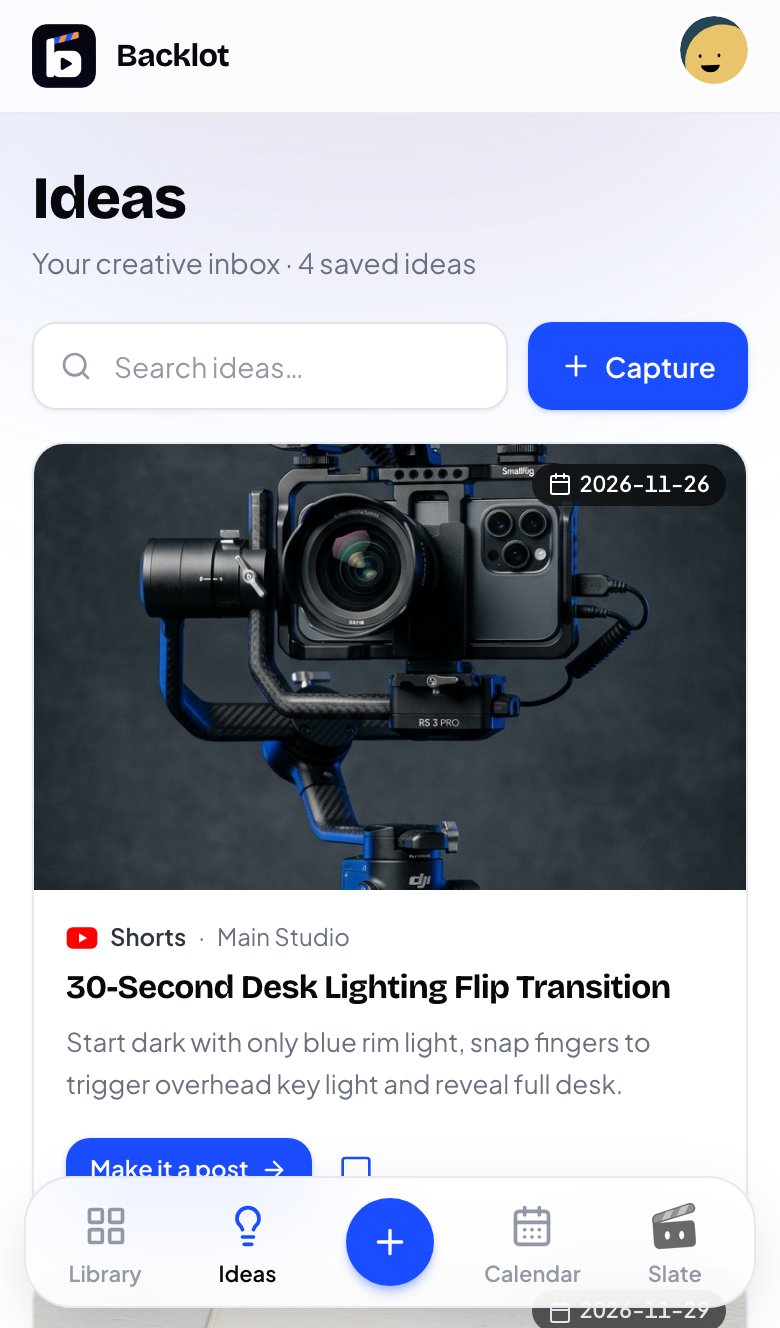 Backlot
Ideas
Your creative inbox · 4 saved ideas
Search ideas…
+ Capture
Smallfug
2026-11-26
RS 3 PRO
dji
Shorts · Main Studio
30-Second Desk Lighting Flip Transition
Start dark with only blue rim light, snap fingers to
trigger overhead key light and reveal full desk.
Make it a post →
Library
Ideas
+
Calendar
Slate
2026-11-29